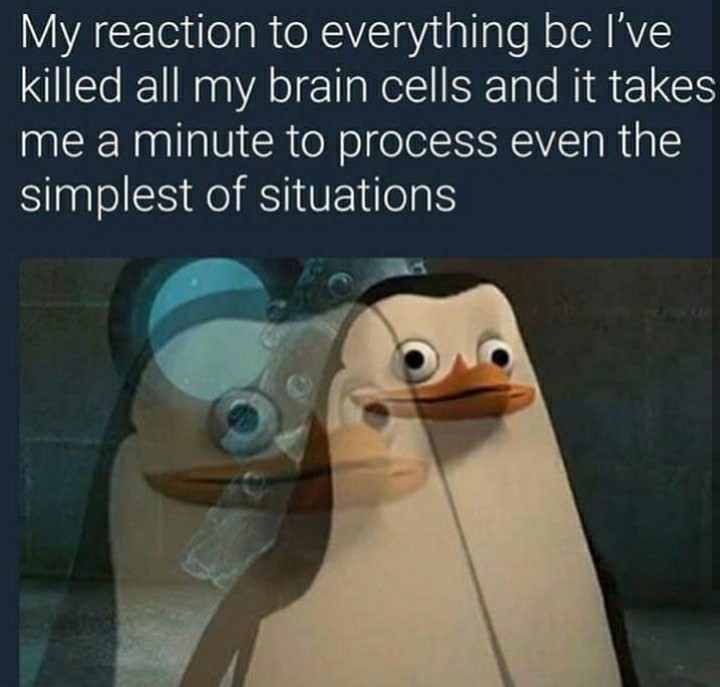 My reaction to everything bc I've
killed all my brain cells and it takes
me a minute to process even the
simplest of situations